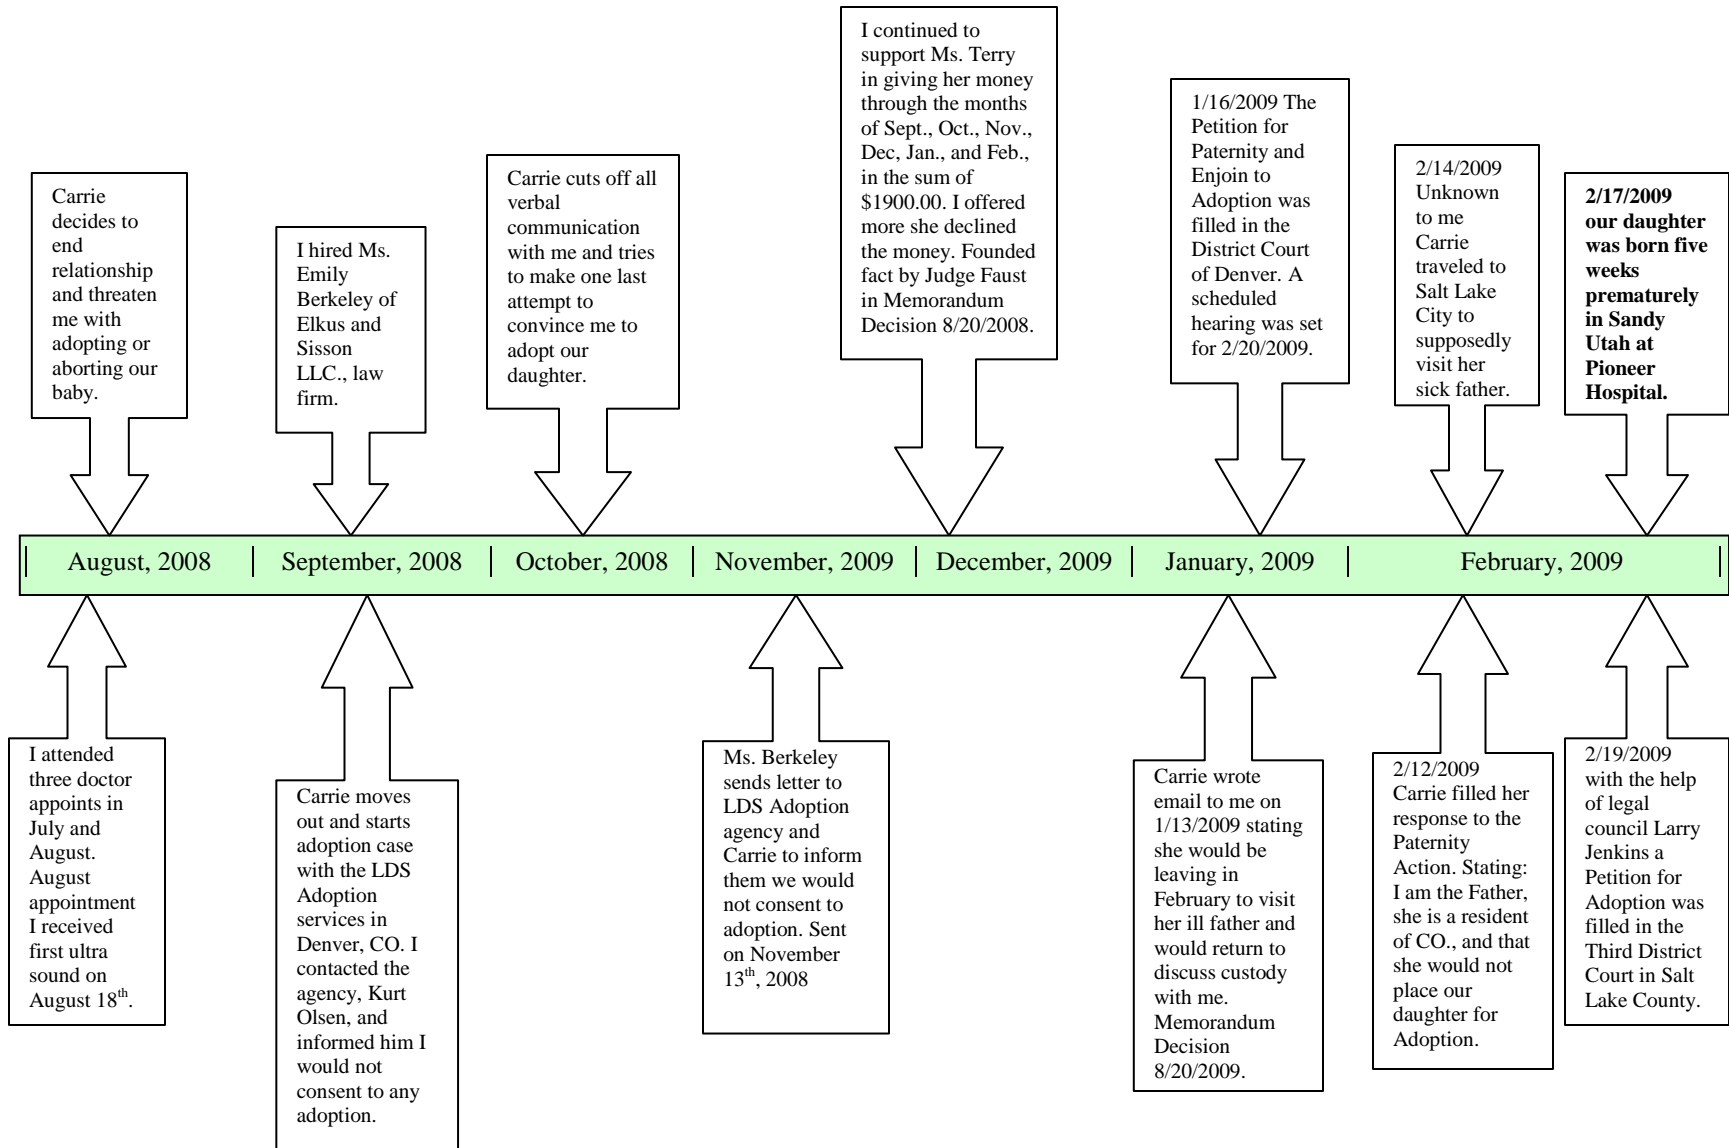 Carrie
decides to
end
relationship
and threaten
me with
adopting or
aborting our
baby.
I hired Ms.
Emily
Berkeley of
Elkus and
Sisson
LLC., law
firm.
Carrie cuts off all
verbal
communication
with me and tries
to make one last
attempt to
convince me to
adopt our
daughter.
I continued to
support Ms. Terry
in giving her money
through the months
of Sept., Oct., Nov.,
Dec, Jan., and Feb.,
in the sum of
$1900.00. I offered
more she declined
the money. Founded
fact by Judge Faust
in Memorandum
Decision 8/20/2008.
1/16/2009 The
Petition for
Paternity and
Enjoin to
Adoption was
filled in the
District Court
of Denver. A
scheduled
hearing was set
for 2/20/2009.
2/14/2009
Unknown
to me
Carrie
traveled to
Salt Lake
City to
supposedly
visit her
sick father.
2/17/2009
our daughter
was born five
weeks
prematurely
in Sandy
Utah at
Pioneer
Hospital.
August, 2008
September, 2008
October, 2008
November, 2009
December, 2009
January, 2009
February, 2009
I attended
three doctor
appoints in
July and
August.
August
appointment
I received
first ultra
sound on
August 18th.
Carrie moves
out and starts
adoption case
with the LDS
Adoption
services in
Denver, CO. I
contacted the
agency, Kurt
Olsen, and
informed him I
would not
consent to any
adoption.
Ms. Berkeley
sends letter to
LDS Adoption
agency and
Carrie to inform
them we would
not consent to
adoption. Sent
on November
13th, 2008
Carrie wrote
email to me on
1/13/2009 stating
she would be
leaving in
February to visit
her ill father and
would return to
discuss custody
with me.
Memorandum
Decision
8/20/2009.
2/12/2009
Carrie filled her
response to the
Paternity
Action. Stating:
I am the Father,
she is a resident
of CO., and that
she would not
place our
daughter for
Adoption.
2/19/2009
with the help
of legal
council Larry
Jenkins a
Petition for
Adoption was
filled in the
Third District
Court in Salt
Lake County.